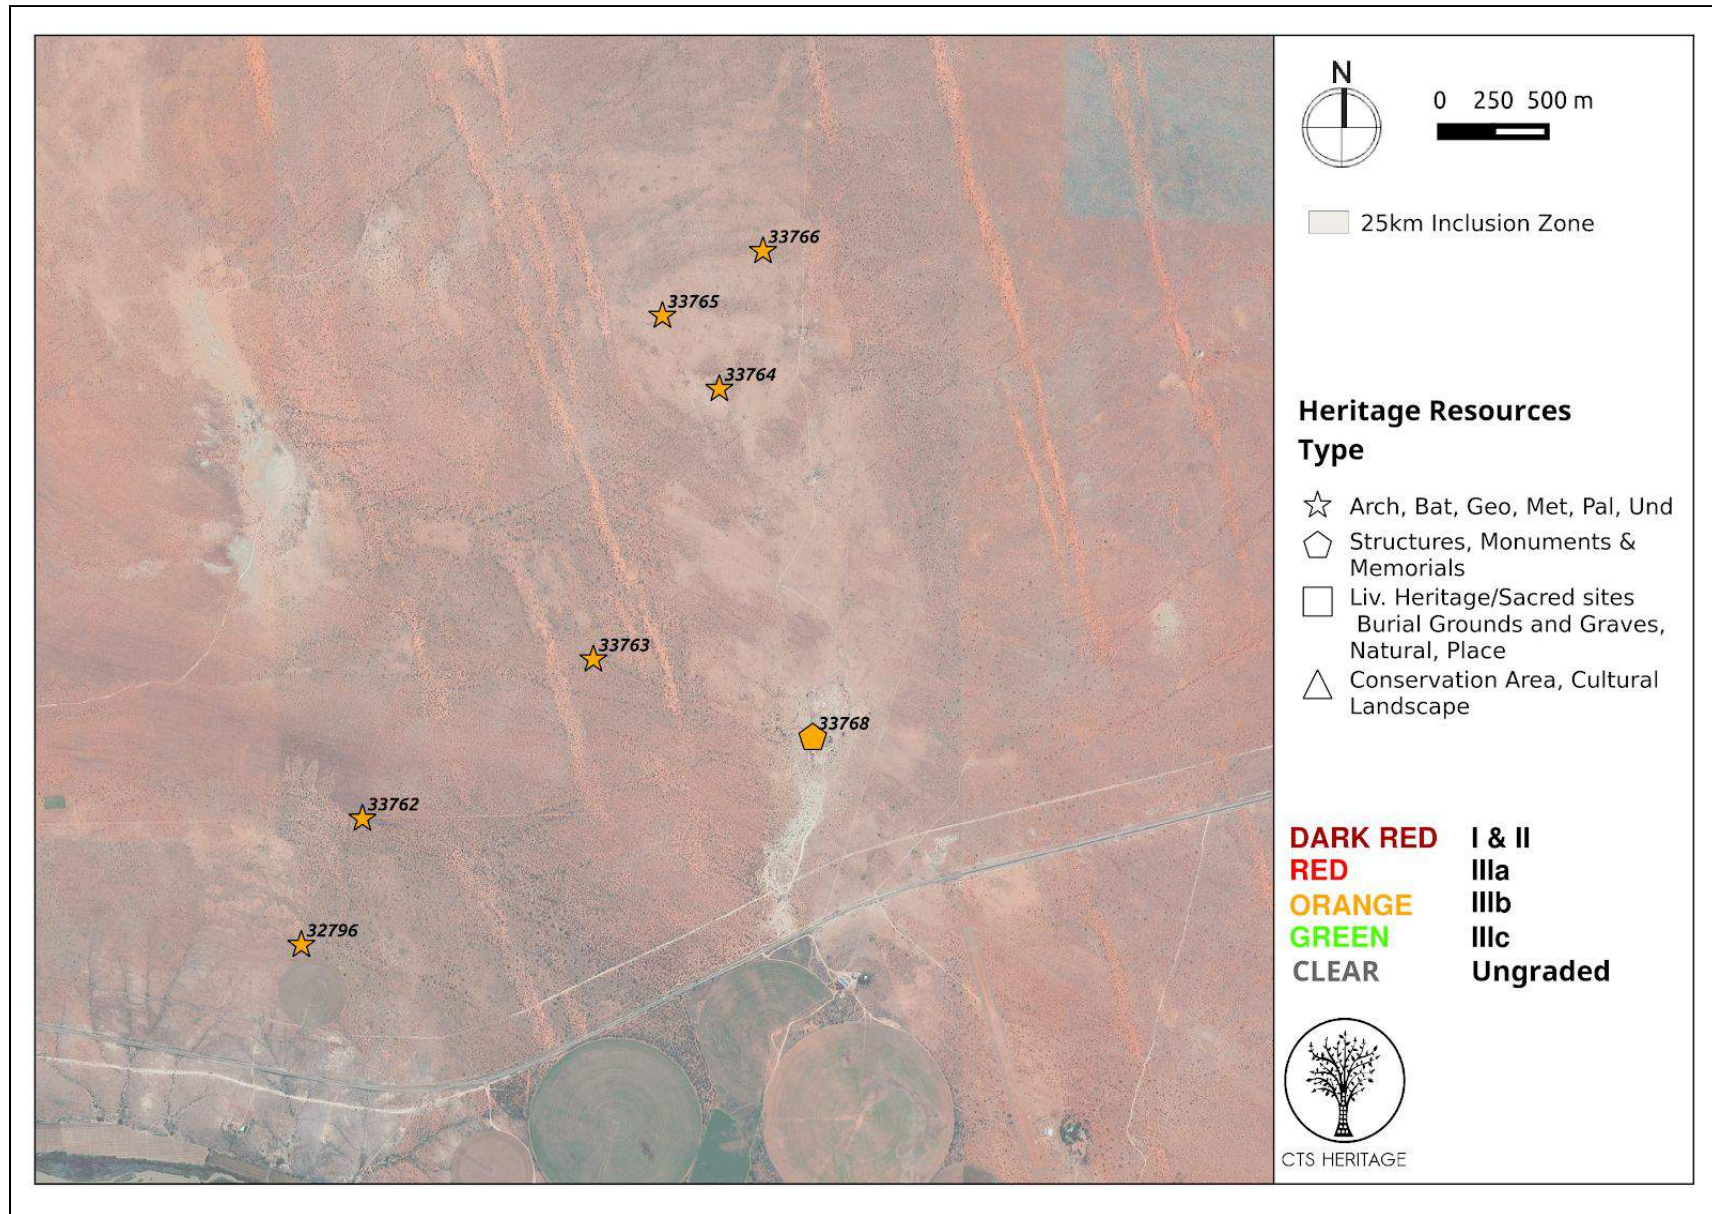 33766
33765
33764
33763
33768
33762
32796
N
0 250 500 m
25km Inclusion Zone
Heritage Resources
Type
Arch, Bat, Geo, Met, Pal, Und
Structures, Monuments &
Memorials
Liv. Heritage/Sacred sites
Burial Grounds and Graves,
Natural, Place
Conservation Area, Cultural
Landscape
DARK RED I & II
RED IIIa
ORANGE IIIb
GREEN IIIc
CLEAR Ungraded
CTS HERITAGE